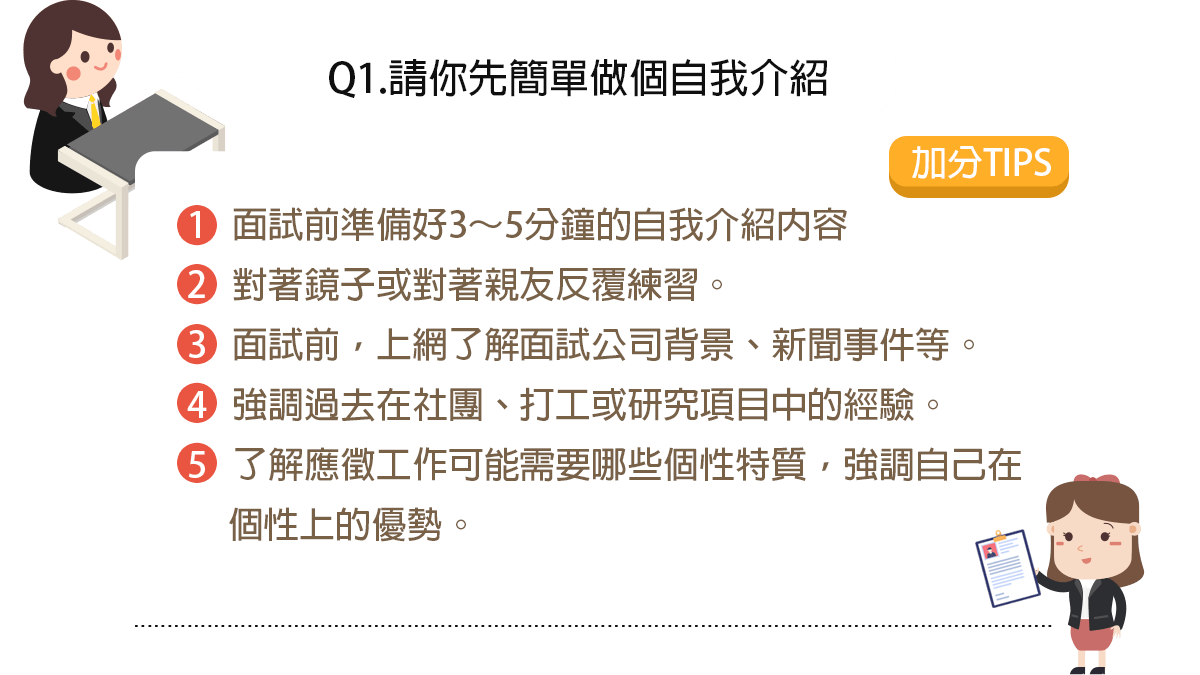 Q1.請你先簡單做個自我介紹
加分TIPS
1 面試前準備好3～5分鐘的自我介紹内容
2 對著鏡子或對著親友反覆練習。
3 面試前，上網了解面試公司背景、新聞事件等。
4 強調過去在社團、打工或研究項目中的經驗。
5 了解應徵工作可能需要哪些個性特質，強調自己在
個性上的優勢。